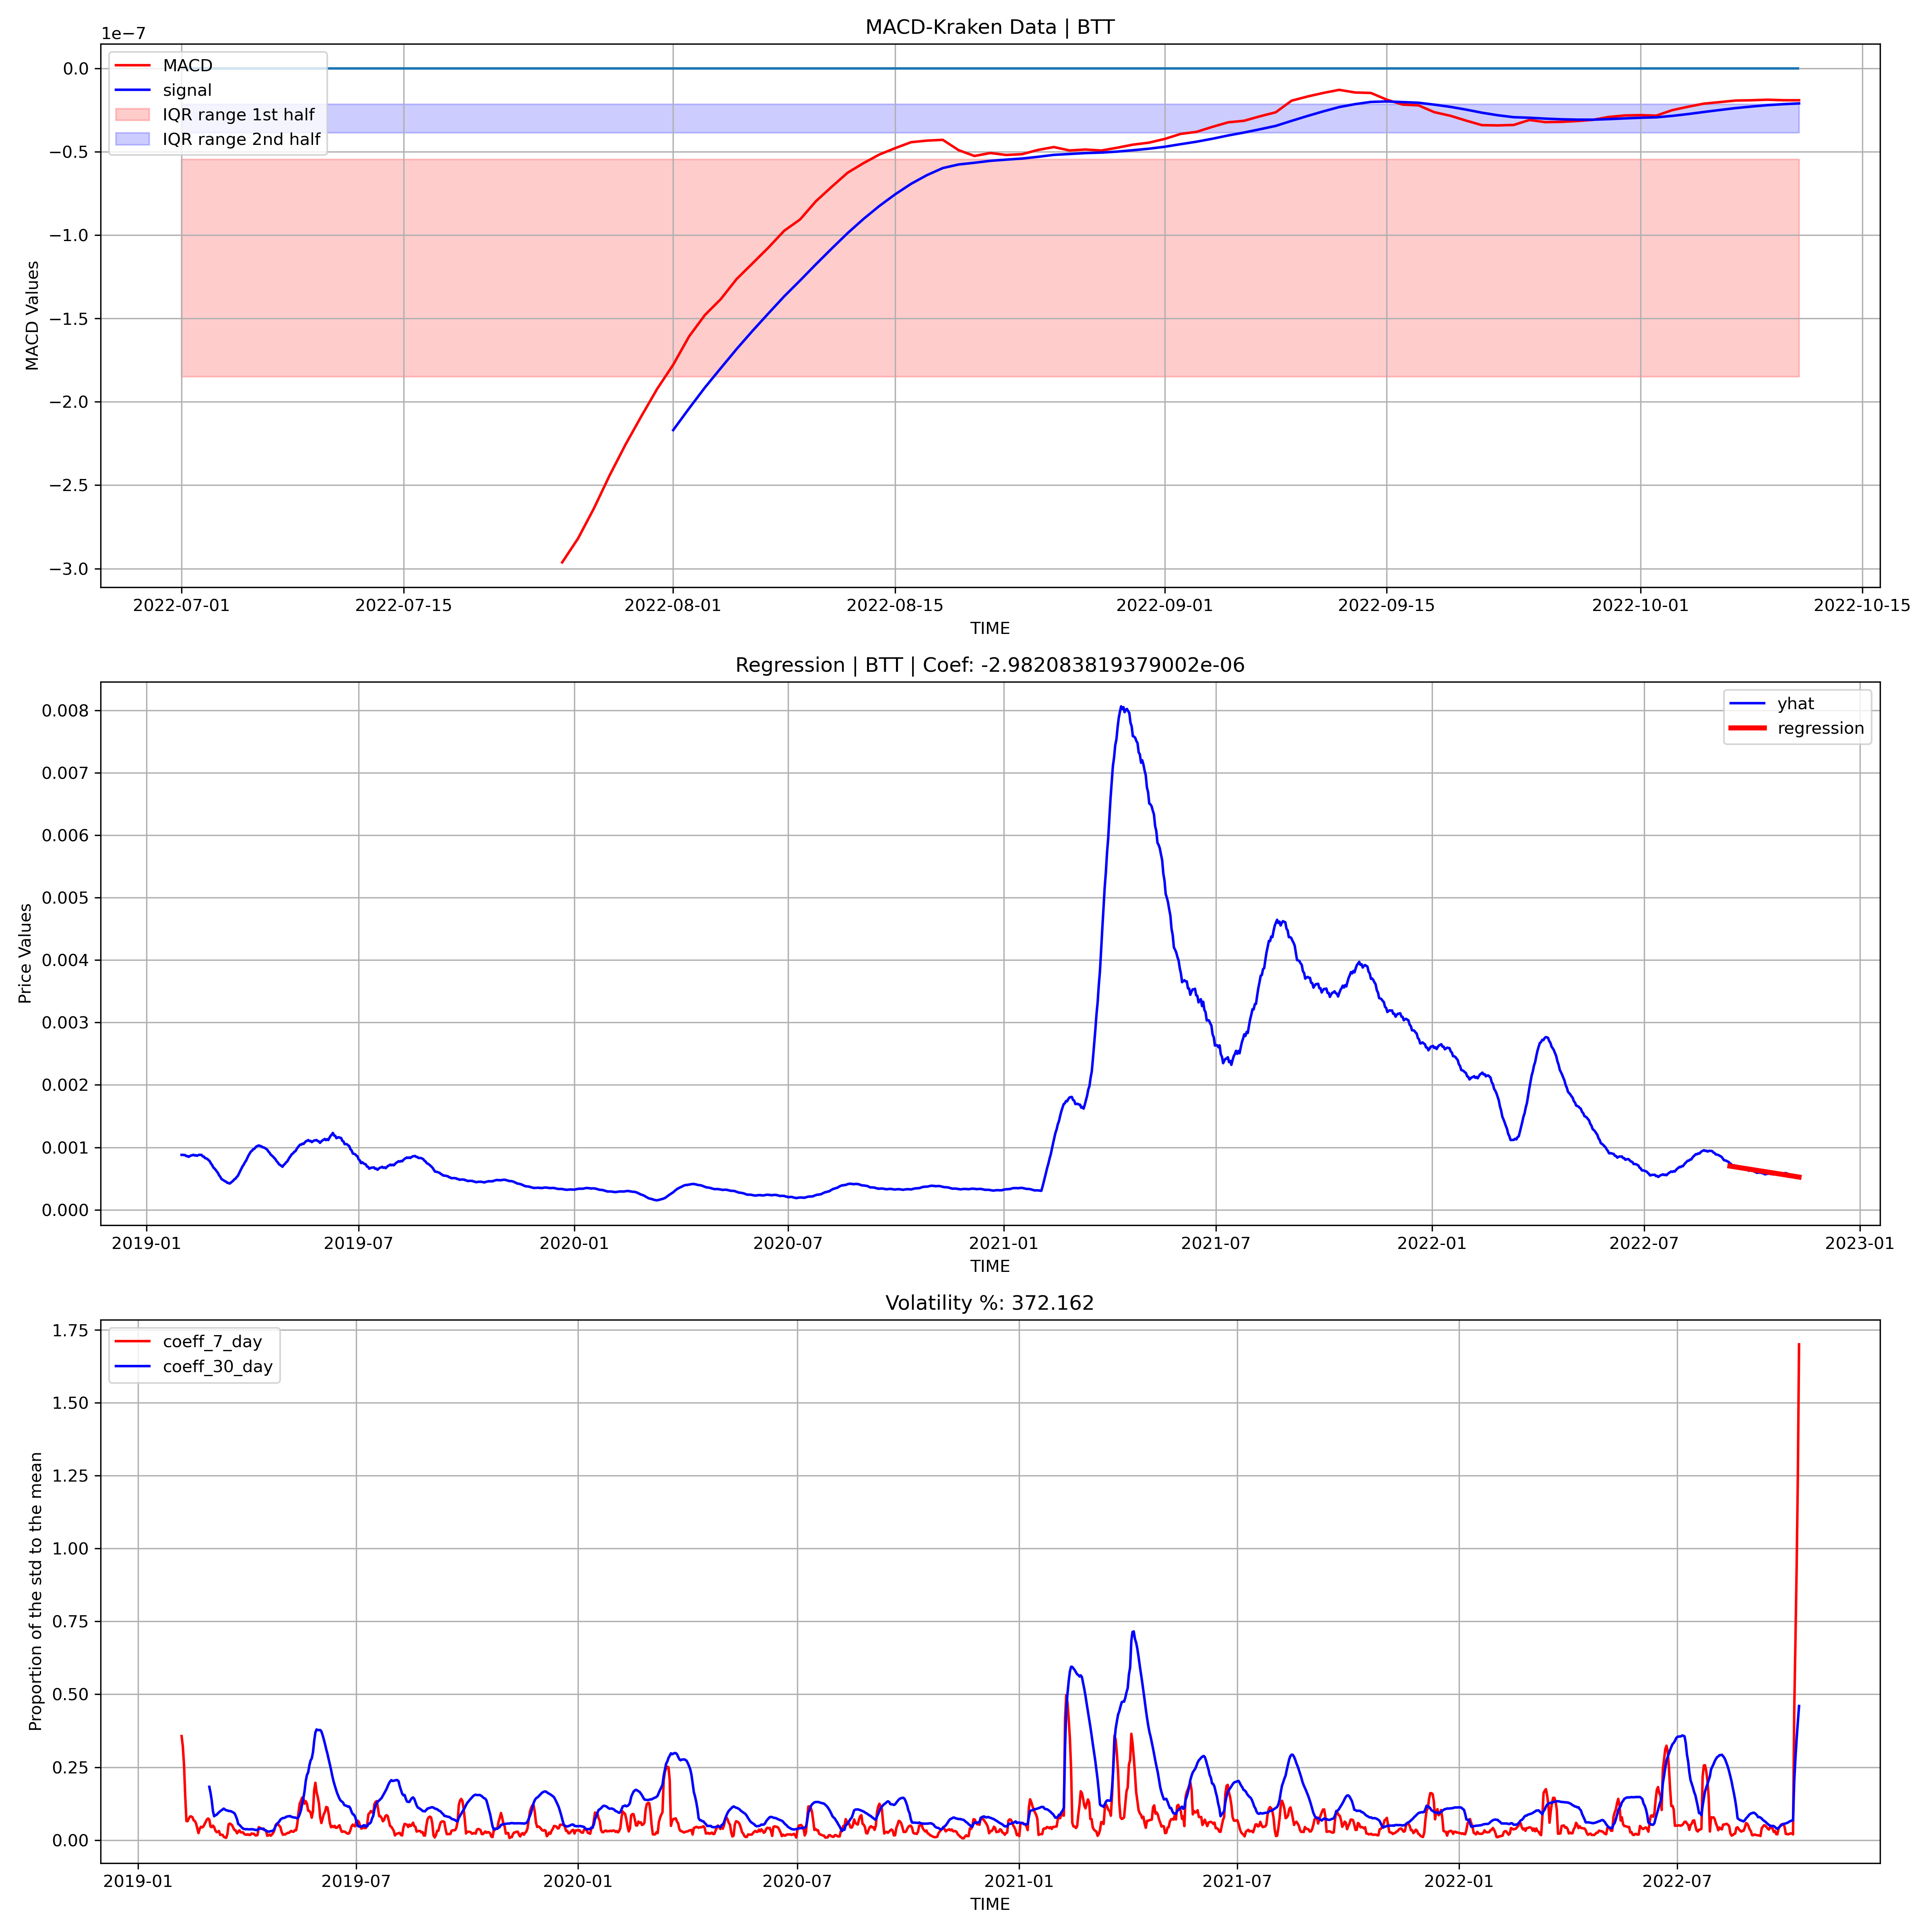 MACD-Kraken Data | BTT
1e−7
MACD
signal
IQR range 1st half
IQR range 2nd half
0.0
−0.5
−1.0
−1.5
−2.0
−2.5
−3.0
MACD Values
2022-07-01 2022-07-15 2022-08-01 2022-08-15 2022-09-01 2022-09-15 2022-10-01 2022-10-15
TIME
Regression | BTT | Coef: -2.982083819379002e-06
yhat
regression
0.008
0.007
0.006
0.005
0.004
0.003
0.002
0.001
0.000
Price Values
2019-01 2019-07 2020-01 2020-07 2021-01 2021-07 2022-01 2022-07 2023-01
TIME
Volatility %: 372.162
coeff_7_day
coeff_30_day
1.75
1.50
1.25
1.00
0.75
0.50
0.25
0.00
Proportion of the std to the mean
2019-01 2019-07 2020-01 2020-07 2021-01 2021-07 2022-01 2022-07
TIME